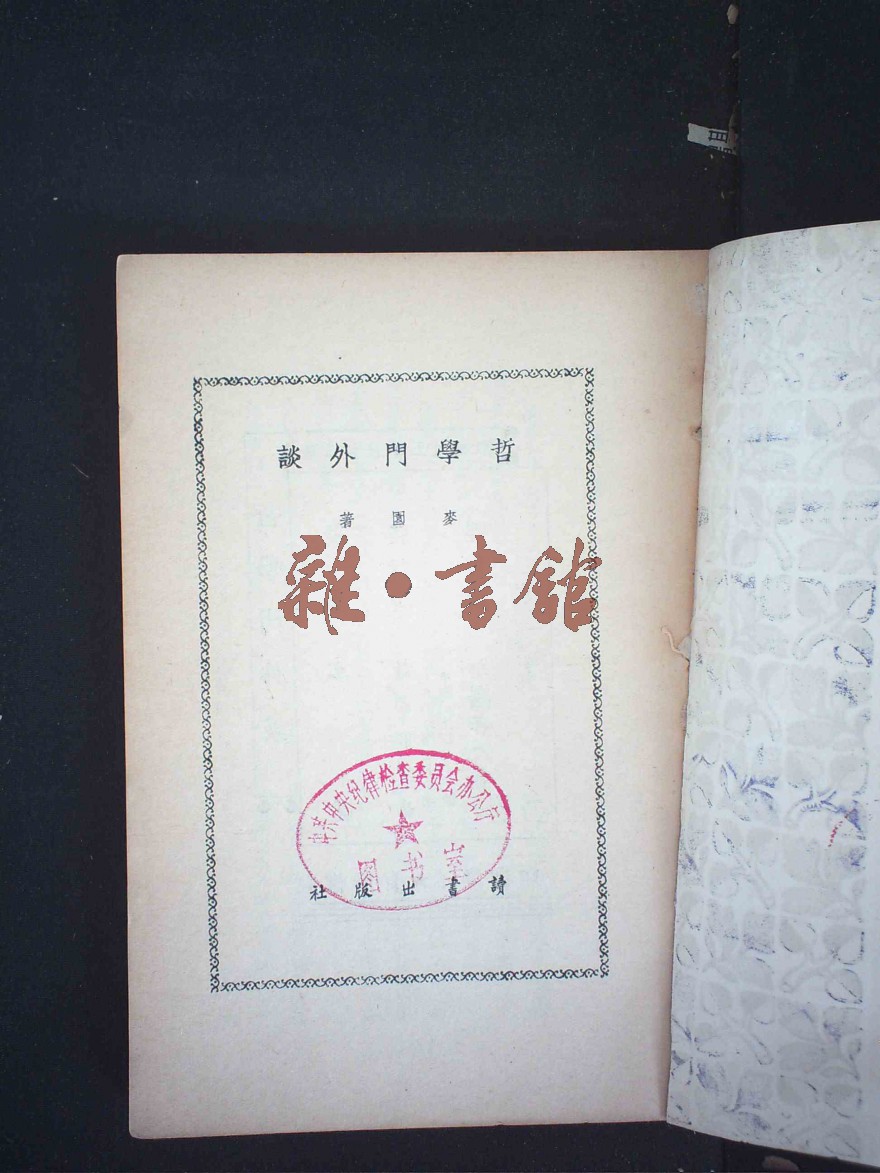 哲學門外談
麥園著
雜·書館
中共中央纪律检查委员会办公厅
图书室
讀書出版社